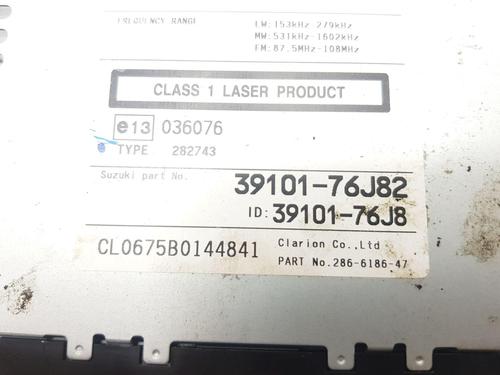 FREQUENCY RANGE
LW:153kHz-279kHz
MW:531kHz-1602kHz
FM:87.5MHz-108MHz
CLASS 1 LASER PRODUCT
e13 036076
TYPE 282743
Suzuki part No.
39101-76J82
ID: 39101-76J8
CL0675B0144841
Clarion Co.,Ltd
PART No.286-6186-47